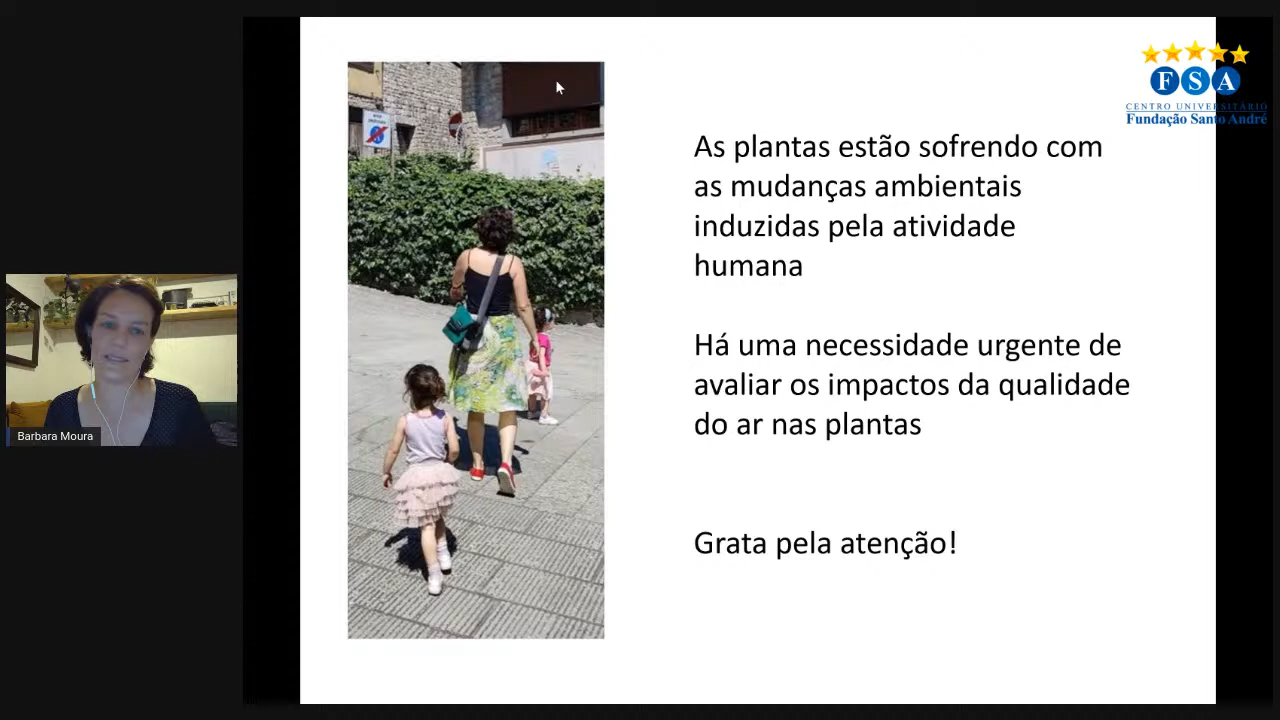 F S A
CENTRO UNIVERSITÁRIO
Fundação Santo André
As plantas estão sofrendo com
as mudanças ambientais
induzidas pela atividade
humana
Há uma necessidade urgente de
avaliar os impactos da qualidade
do ar nas plantas
Grata pela atenção!
Barbara Moura